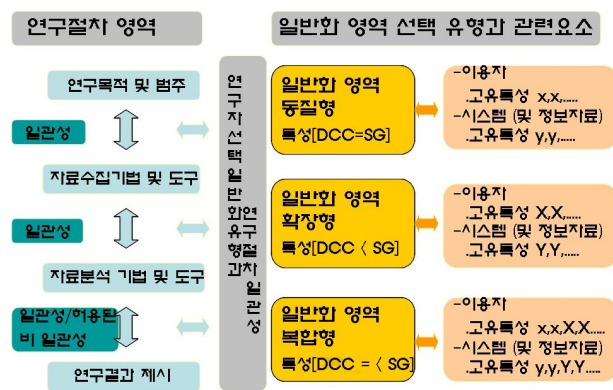 연구절차 영역
일반화 영역 선택 유형과 관련요소
연구목적 및 범주
일관성
자료수집기법 및 도구
일관성
자료분석 기법 및 도구
일관성/허용된
비 일관성
연구결과 제시
연구자선택일반화유형과
연구절차 일관성
일반화 영역
동질형
특성[DCC=SG]
-이용자
.고유특성 x,x,.....
-시스템 (및 정보자료)
.고유특성 y,y,.....
일반화 영역
확장형
특성[DCC < SG]
-이용자
.고유특성 X,X,.....
-시스템 (및 정보자료)
.고유특성 Y,Y,.....
일반화 영역
복합형
특성[DCC = < SG]
-이용자
.고유특성 x,x,X,X.....
-시스템 (및 정보자료)
고유특성 y,y,Y,Y.....